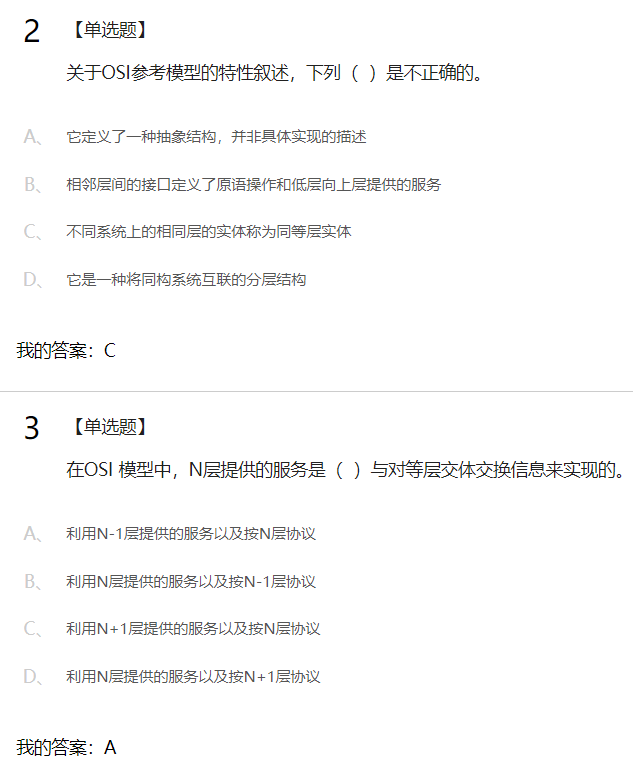 2 【单选题】
关于OSI参考模型的特性叙述，下列（ ）是不正确的。
A、 它定义了一种抽象结构，并非具体实现的描述
B、 相邻层间的接口定义了原语操作和低层向上层提供的服务
C、 不同系统上的相同层的实体称为同等层实体
D、 它是一种将同构系统互联的分层结构
我的答案：C
3 【单选题】
在OSI 模型中，N层提供的服务是（ ）与对等层交体交换信息来实现的。
A、 利用N-1层提供的服务以及按N层协议
B、 利用N层提供的服务以及按N-1层协议
C、 利用N+1层提供的服务以及按N层协议
D、 利用N层提供的服务以及按N+1层协议
我的答案：A